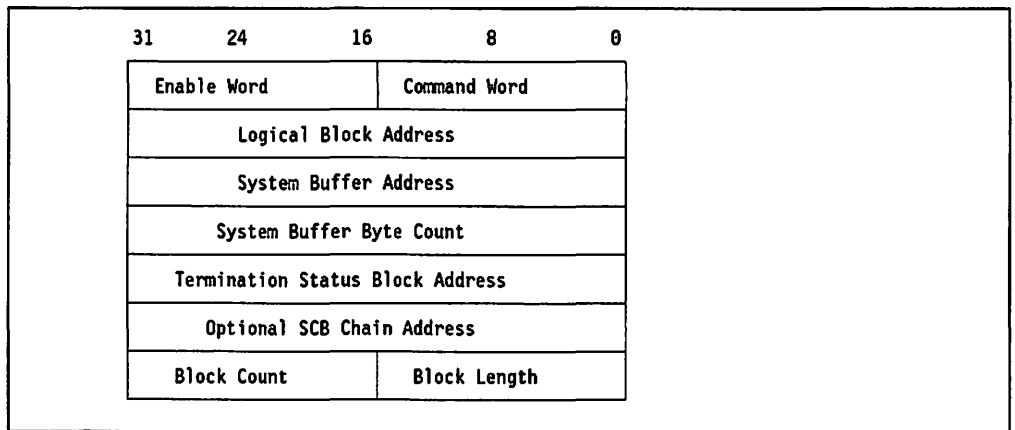 31 24 16 8 0
Enable Word Command Word
Logical Block Address
System Buffer Address
System Buffer Byte Count
Termination Status Block Address
Optional SCB Chain Address
Block Count Block Length